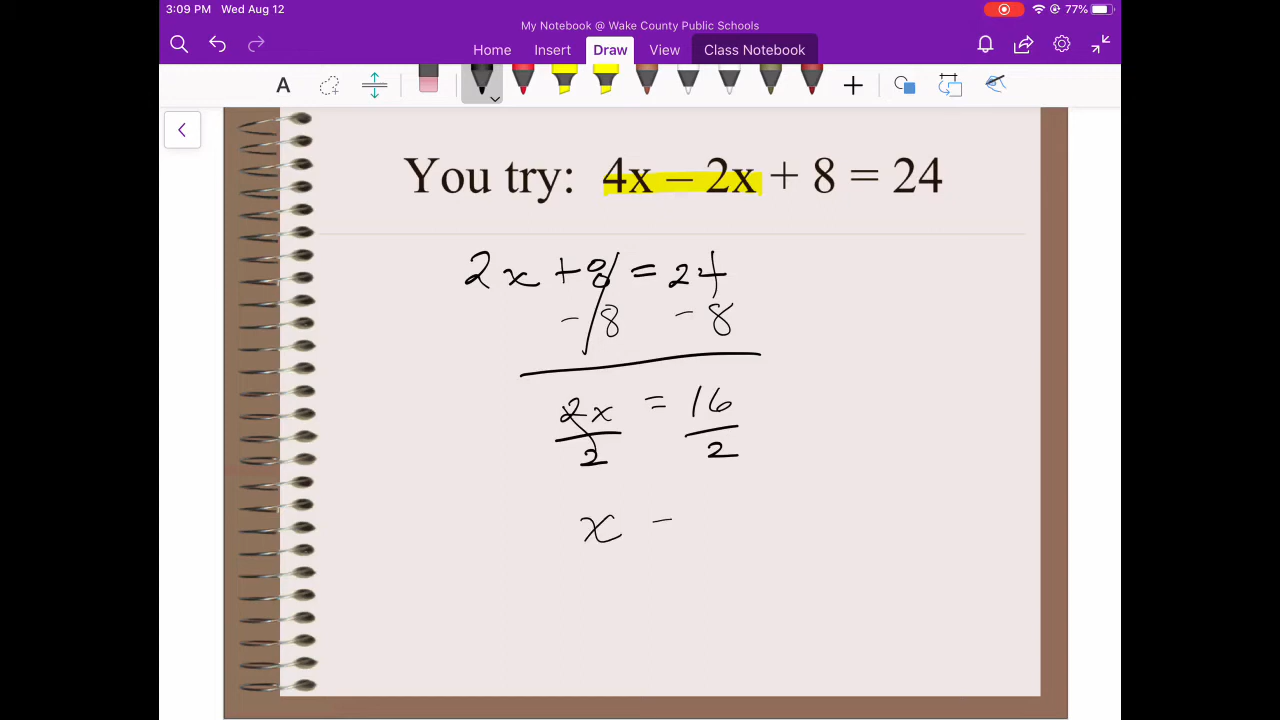 3:09 PM Wed Aug 12
77%
My Notebook @ Wake County Public Schools
Home Insert Draw View Class Notebook
A
You try: 4x – 2x + 8 = 24
2x + 8 = 24
- 8 - 8
2x = 16
2 2
x -